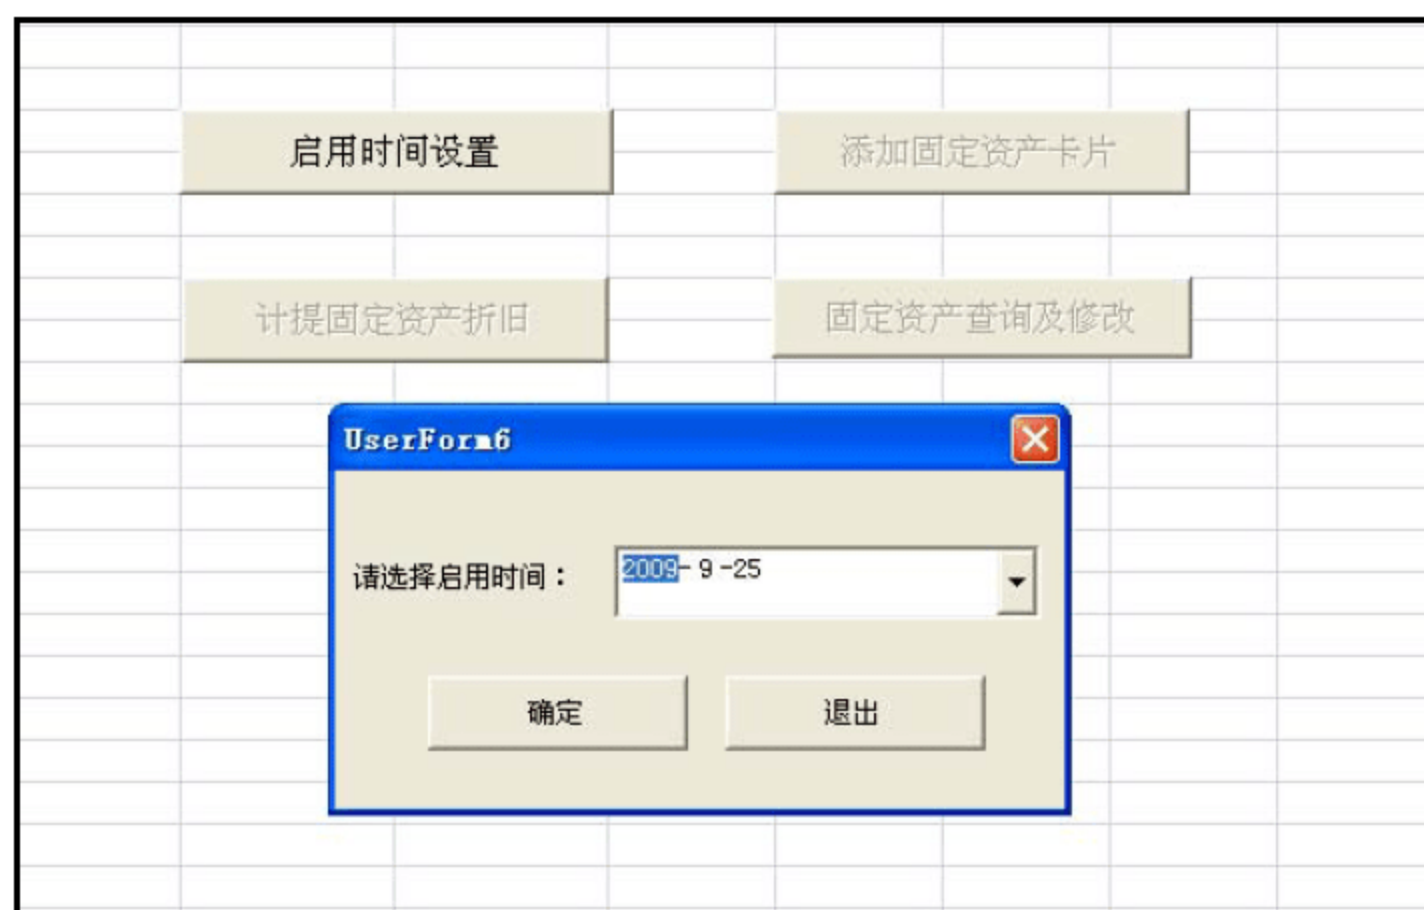 启用时间设置
添加固定资产卡片
计提固定资产折旧
固定资产查询及修改
UserForm6
请选择启用时间：
2009- 9 -25
确定
退出